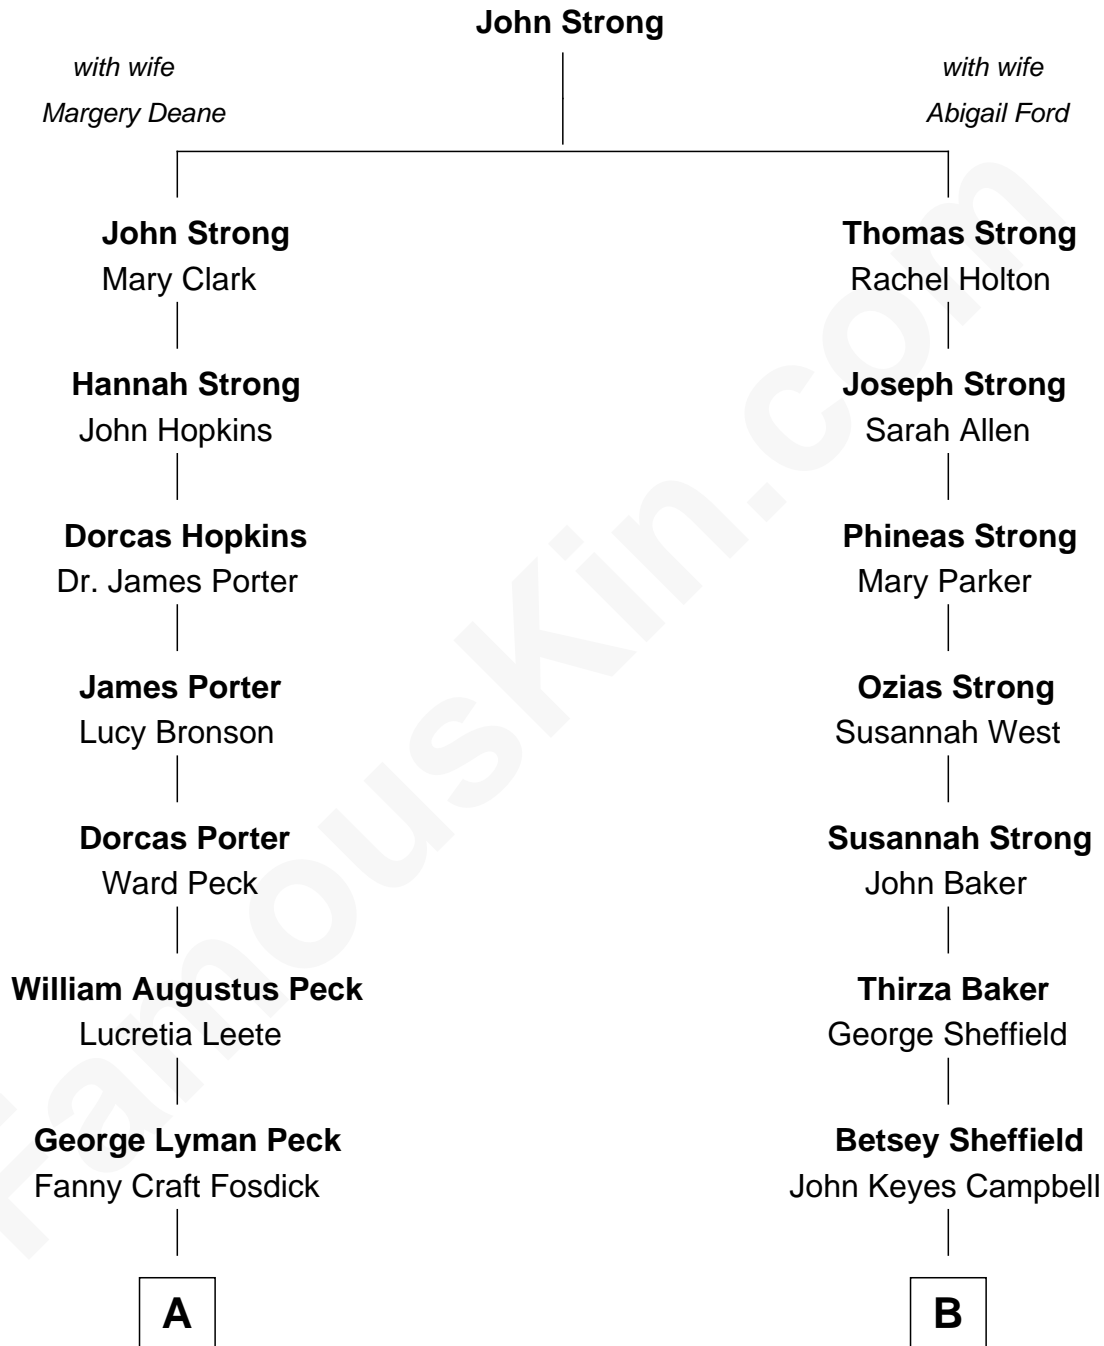 John Strong
with wife
Margery Deane
with wife
Abigail Ford
John Strong
Mary Clark
Thomas Strong
Rachel Holton
Hannah Strong
John Hopkins
Joseph Strong
Sarah Allen
Dorcas Hopkins
Dr. James Porter
Phineas Strong
Mary Parker
James Porter
Lucy Bronson
Ozias Strong
Susannah West
Dorcas Porter
Ward Peck
Susannah Strong
John Baker
William Augustus Peck
Lucretia Leete
Thirza Baker
George Sheffield
George Lyman Peck
Fanny Craft Fosdick
Betsey Sheffield
John Keyes Campbell
A
B
FamousKin.com